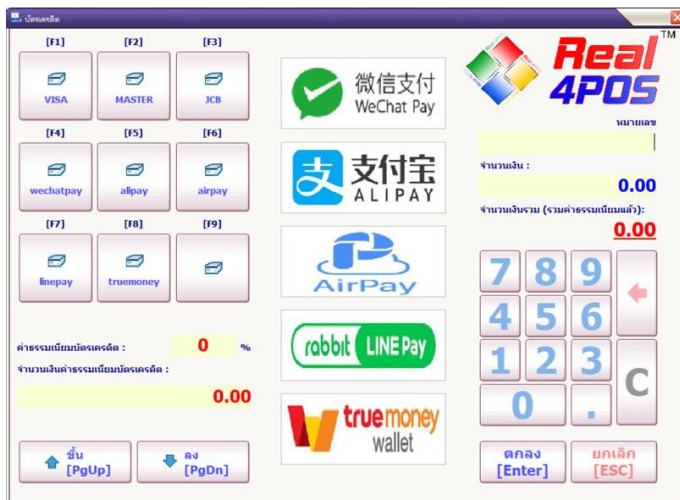 บัตรเครดิต
[F1] [F2] [F3]
VISA MASTER JCB
[F4] [F5] [F6]
wechatpay alipay airpay
[F7] [F8] [F9]
linepay truemoney
ค่าธรรมเนียมบัตรเครดิต : 0 %
จำนวนเงินค่าธรรมเนียมบัตรเครดิต :
0.00
ขึ้น
[PgUp]
ลง
[PgDn]
微信支付
WeChat Pay
支 支付宝
ALIPAY
AirPay
rabbit LINE Pay
truemoney
wallet
Real TM
4POS
หมายเลข
จำนวนเงิน :
0.00
จำนวนเงินรวม (รวมค่าธรรมเนียมแล้ว):
0.00
7 8 9
4 5 6
1 2 3 C
0 .
ตกลง
[Enter]
ยกเลิก
[ESC]